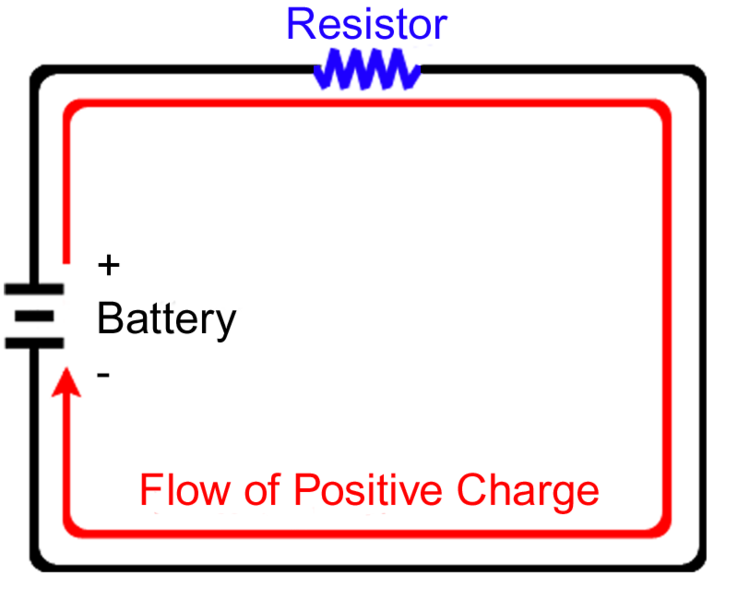 Resistor
+
Battery
-
Flow of Positive Charge